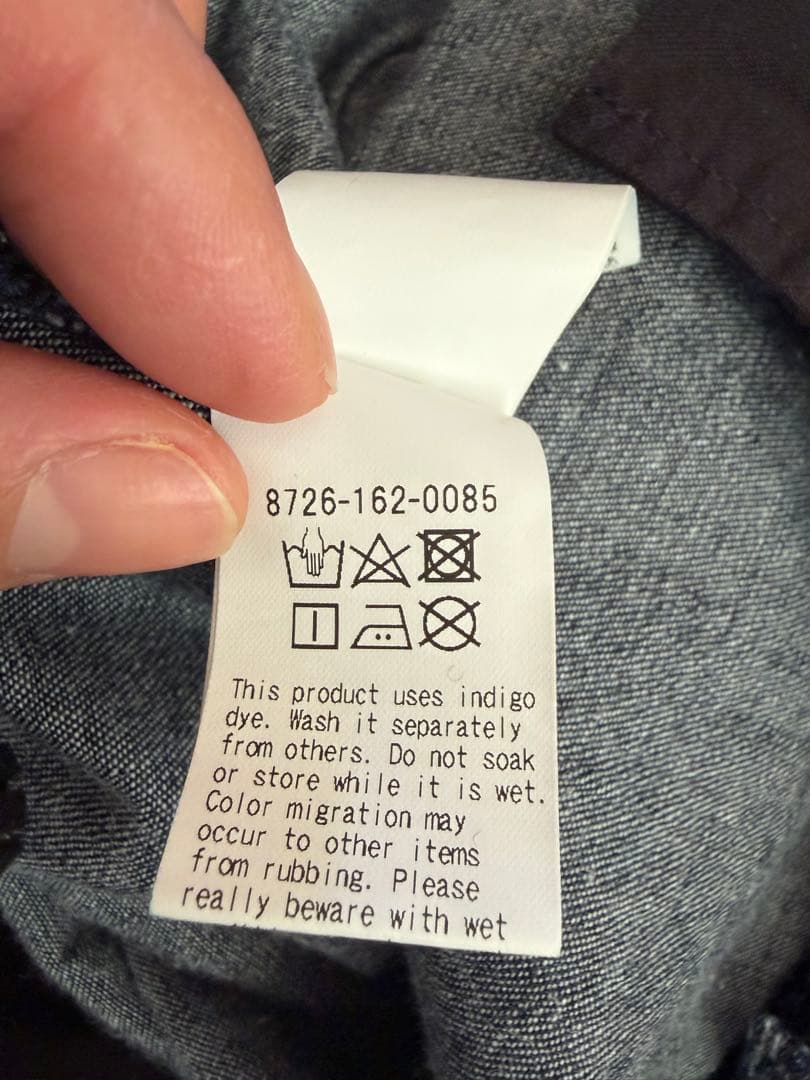 8726-162-0085
This product uses indigo
dye. Wash it separately
from others. Do not soak
or store while it is wet.
Color migration may
occur to other items
from rubbing. Please
really beware with wet